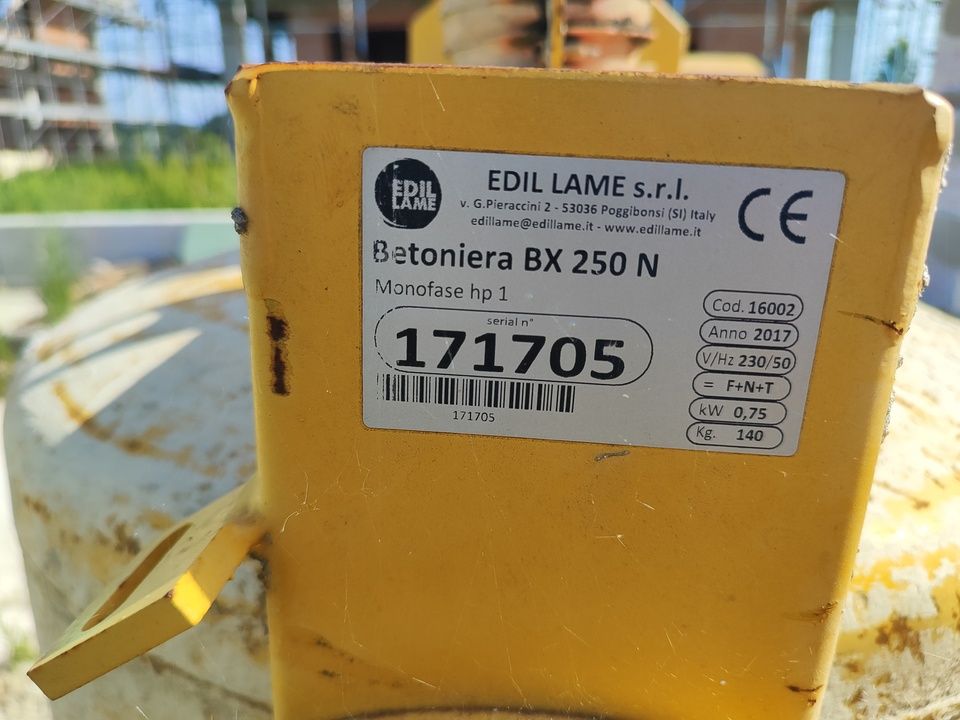 EDIL
LAME
EDIL LAME s.r.l.
v. G.Pieraccini 2 - 53036 Poggibonsi (SI) Italy
edillame@edillame.it - www.edillame.it
CE
Betoniera BX 250 N
Monofase hp 1
serial n°
171705
171705
Cod. 16002
Anno 2017
V/Hz 230/50
= F+N+T
kW 0,75
Kg. 140